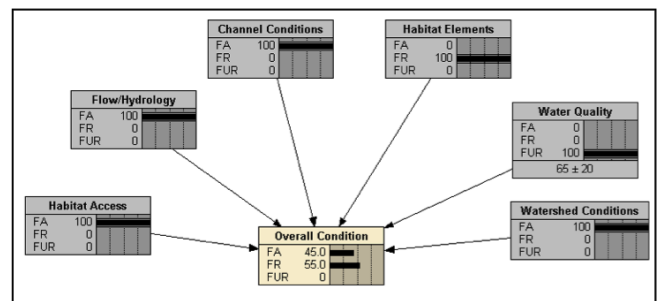 Channel Conditions
FA 100
FR 0
FUR 0
Habitat Elements
FA 0
FR 100
FUR 0
Flow/Hydrology
FA 100
FR 0
FUR 0
Water Quality
FA 0
FR 0
FUR 100
65 ± 20
Habitat Access
FA 100
FR 0
FUR 0
Overall Condition
FA 45.0
FR 55.0
FUR 0
Watershed Conditions
FA 100
FR 0
FUR 0